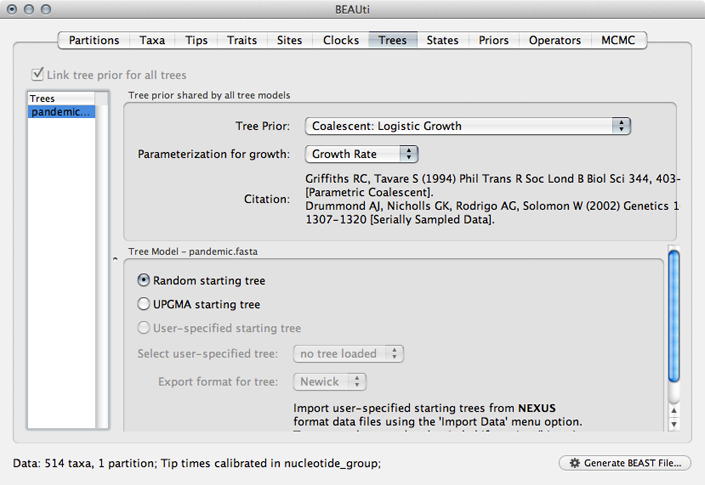 BEAUti
Partitions Taxa Tips Traits Sites Clocks Trees States Priors Operators MCMC
Link tree prior for all trees
Trees
pandemic...
Tree prior shared by all tree models
Tree Prior: Coalescent: Logistic Growth
Parameterization for growth: Growth Rate
Citation:
Griffiths RC, Tavare S (1994) Phil Trans R Soc Lond B Biol Sci 344, 403-
[Parametric Coalescent].
Drummond AJ, Nicholls GK, Rodrigo AG, Solomon W (2002) Genetics 1
1307-1320 [Serially Sampled Data].
Tree Model - pandemic.fasta
Random starting tree
UPGMA starting tree
User-specified starting tree
Select user-specified tree: no tree loaded
Export format for tree: Newick
Import user-specified starting trees from NEXUS
format data files using the 'Import Data' menu option.
Data: 514 taxa, 1 partition; Tip times calibrated in nucleotide_group;
Generate BEAST File...